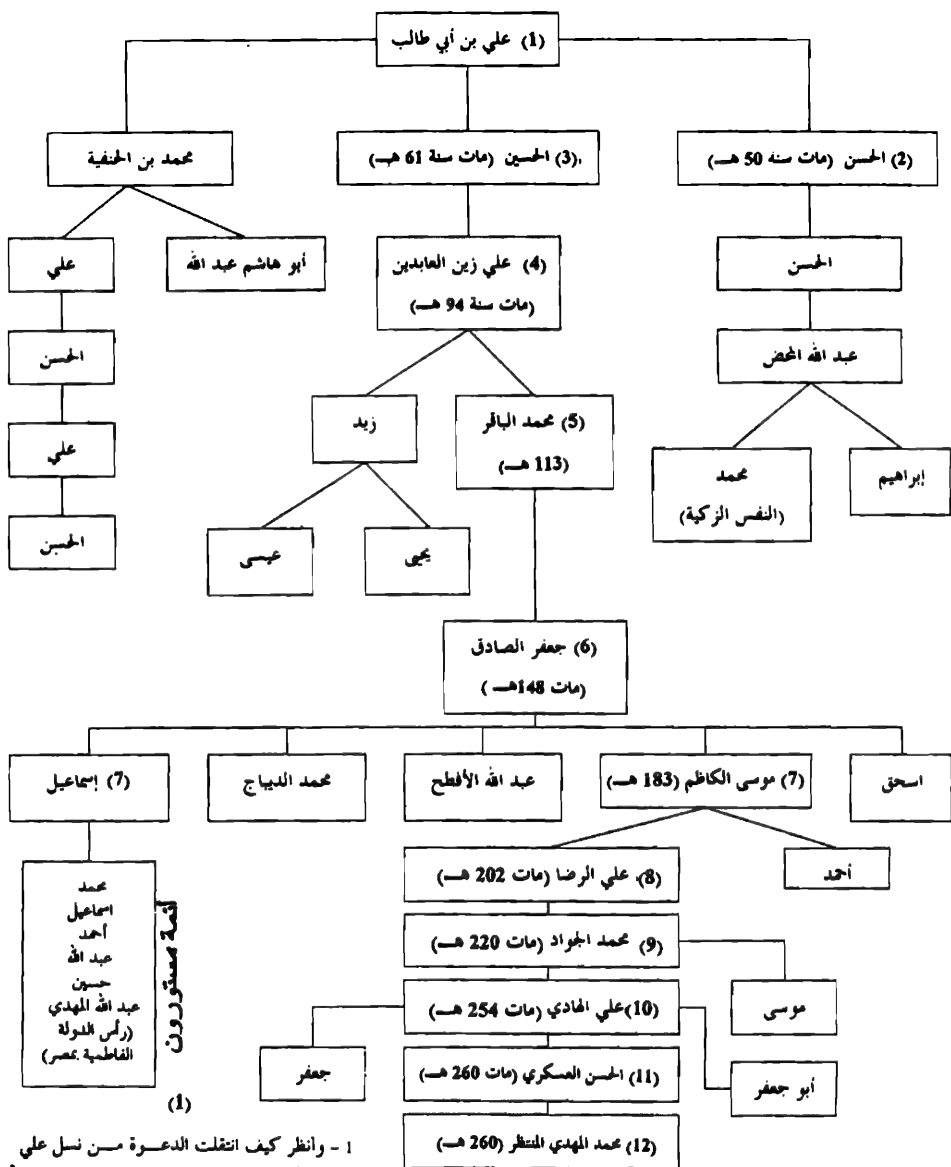 (1) علي بن أبي طالب
(2) الحسن (مات سنة 50 هـ)
(3) الحسين (مات سنة 61 هـ)
محمد بن الحنفية
الحسن
(4) علي زين العابدين
(مات سنة 94 هـ)
أبو هاشم عبد الله
علي
عبد الله المحض
الحسن
إبراهيم
محمد
(النفس الزكية)
(5) محمد الباقر
(113 هـ)
زيد
علي
يحيى
عيسى
الحسن
(6) جعفر الصادق
(مات 148هـ )
اسحق
(7) موسى الكاظم (183 هـ)
عبد الله الأفطح
محمد الديباج
(7) إسماعيل
أحمد
(8) علي الرضا (مات 202 هـ)
(9) محمد الجواد (مات 220 هـ)
موسى
(10) علي الهادي (مات 254 هـ)
جعفر
أبو جعفر
(11) الحسن العسكري (مات 260 هـ)
(12) محمد المهدي المنتظر (260 هـ)
محمد
اسماعيل
أحمد
عبد الله
حسين
عبد الله المهدي
(رأس الدولة
الفاطمية بمصر)
أئمة مستورون
(1)
1 - وأنظر كيف انتقلت الدعوة مـن نسل علي